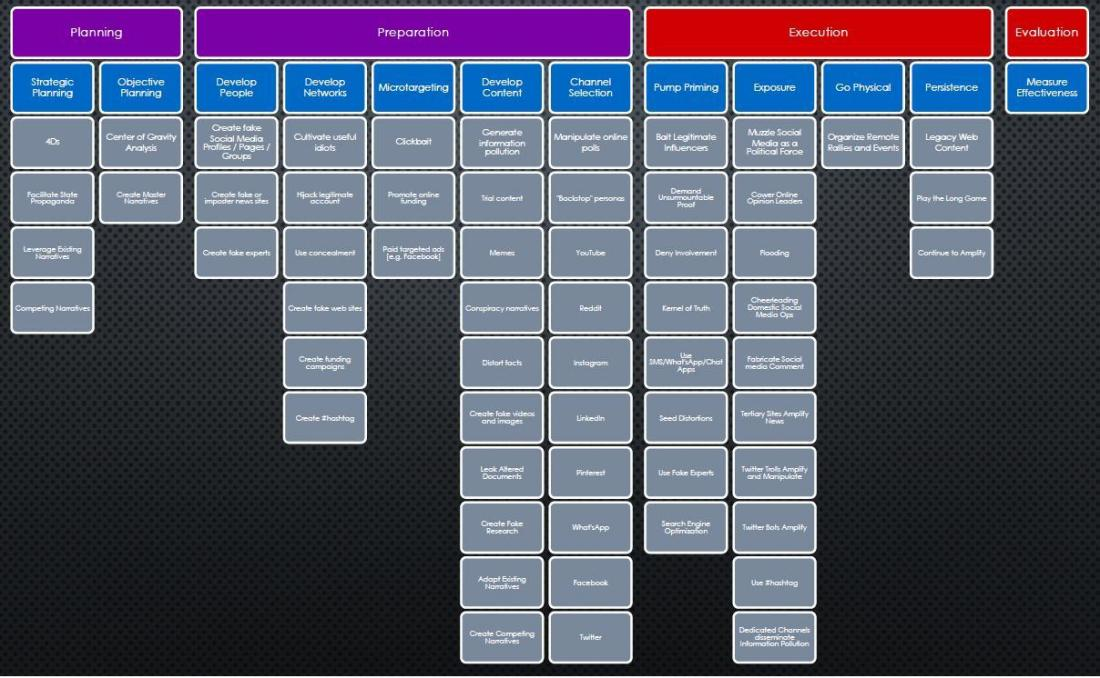 Planning
Preparation
Execution
Evaluation
Strategic
Planning
Objective
Planning
Develop
People
Develop
Networks
Microtargeting
Develop
Content
Channel
Selection
Pump Priming
Exposure
Go Physical
Persistence
Measure
Effectiveness
4Ds
Center of Gravity
Analysis
Create fake
Social Media
Profiles / Pages /
Groups
Cultivate useful
idiots
Clickbait
Generate
information
pollution
Manipulate online
polls
Bait Legitimate
Influencers
Muzzle Social
Media as a
Political Force
Organize Remote
Rallies and Events
Legacy Web
Content
Facilitate State
Propaganda
Create Master
Narratives
Create fake or
imposter news sites
Hijack legitimate
account
Promote online
funding
Trial content
"Backstop" personas
Demand
Unsurmountable
Proof
Cower Online
Opinion Leaders
Play the Long Game
Leverage Existing
Narratives
Create fake experts
Use concealment
Paid targeted ads
[e.g. Facebook]
Memes
YouTube
Deny Involvement
Flooding
Continue to Amplify
Competing Narratives
Create fake web sites
Conspiracy narratives
Reddit
Kernel of Truth
Cheerleading
Domestic Social
Media Ops
Create funding
campaigns
Distort facts
Instagram
Use
SMS/What'sApp/Chat
Apps
Fabricate Social
media Comment
Create #hashtag
Create fake videos
and images
LinkedIn
Seed Distortions
Tertiary Sites Amplify
News
Leak Altered
Documents
Pinterest
Use Fake Experts
Twitter Trolls Amplify
and Manipulate
Create Fake
Research
What'sApp
Search Engine
Optimization
Twitter Bots Amplify
Adapt Existing
Narratives
Facebook
Use #hashtag
Create Competing
Narratives
Twitter
Dedicated Channels
disseminate
Information Pollution